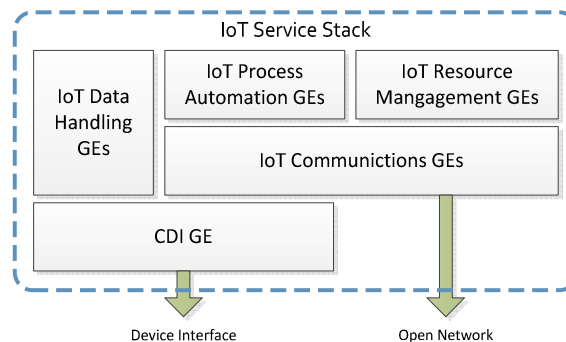 IoT Service Stack
IoT Data
Handling
GEs
IoT Process
Automation GEs
IoT Resource
Mangagement GEs
IoT Communictions GEs
CDI GE
Device Interface
Open Network